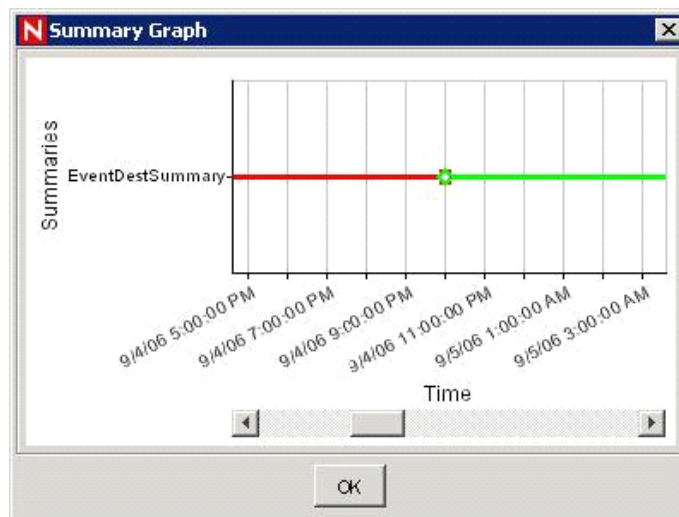 N Summary Graph
Summaries
EventDestSummary
9/4/06 5:00:00 PM
9/4/06 7:00:00 PM
9/4/06 9:00:00 PM
9/4/06 11:00:00 PM
9/5/06 1:00:00 AM
9/5/06 3:00:00 AM
Time
OK